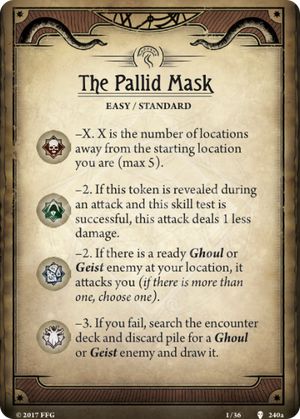 The Pallid Mask
EASY / STANDARD
–X. X is the number of locations
away from the starting location
you are (max 5).
–2. If this token is revealed during
an attack and this skill test is
successful, this attack deals 1 less
damage.
–2. If there is a ready Ghoul or
Geist enemy at your location, it
attacks you (if there is more than
one, choose one).
–3. If you fail, search the encounter
deck and discard pile for a Ghoul
or Geist enemy and draw it.
© 2017 FFG 1/36 240a